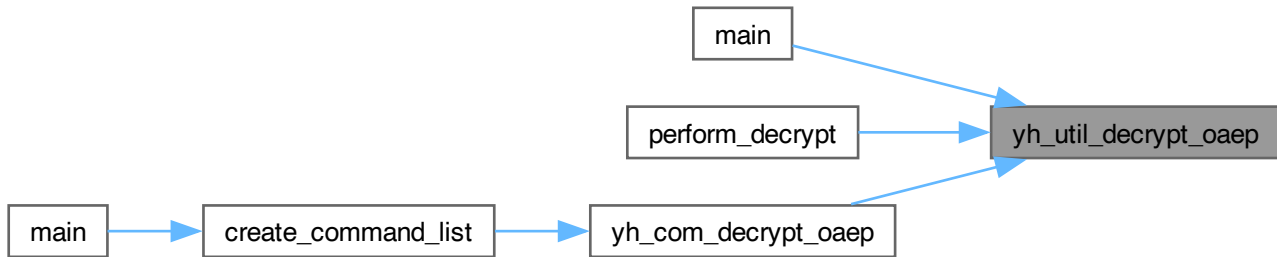 main
perform_decrypt
yh_util_decrypt_oaep
main
create_command_list
yh_com_decrypt_oaep